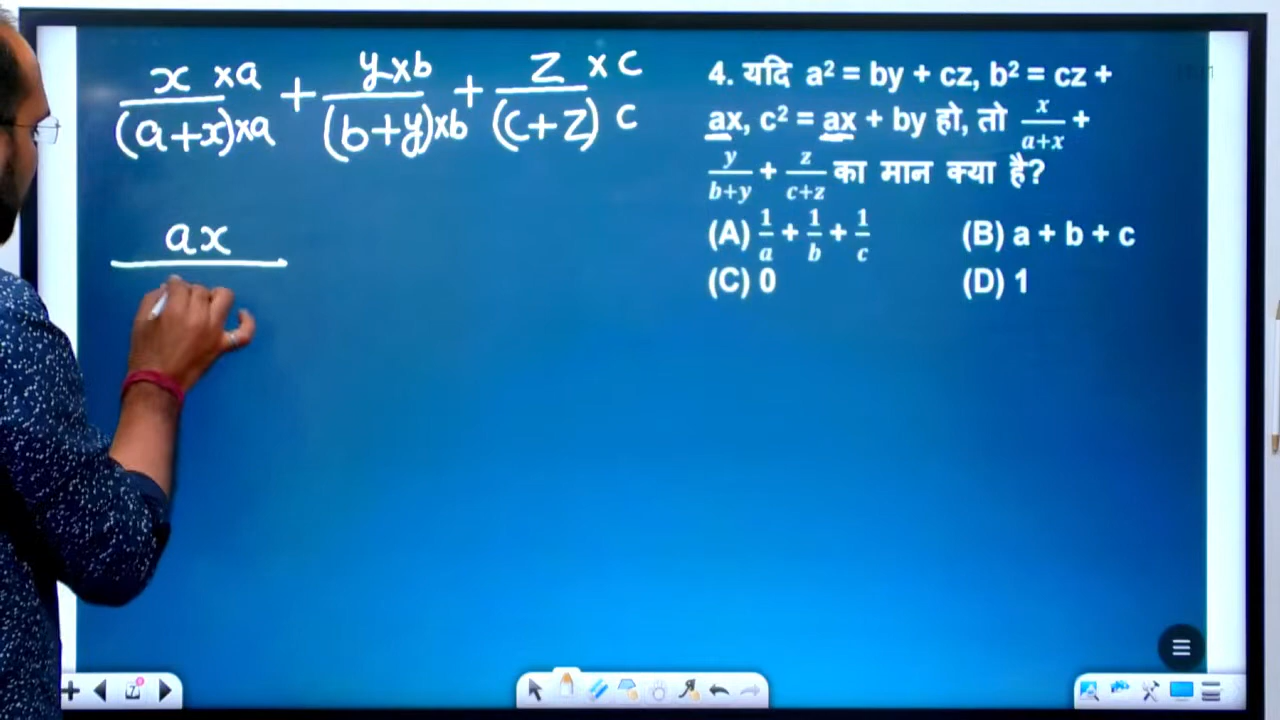 x ×a + y×b + z × c
(a+x)×a (b+y)×b (c+z) c
ax
4. यदि a² = by + cz, b² = cz +
ax, c² = ax + by हो, तो x/a+x +
y/b+y + z/c+z का मान क्या है?
(A) 1/a + 1/b + 1/c (B) a + b + c
(C) 0 (D) 1